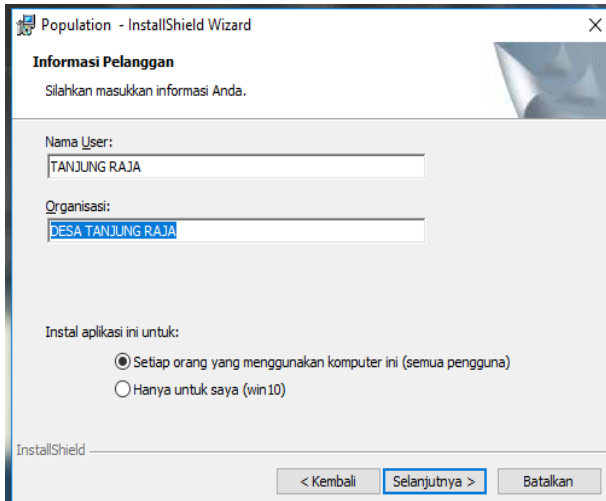 Population - InstallShield Wizard
Informasi Pelanggan
Silahkan masukkan informasi Anda.
Nama User:
TANJUNG RAJA
Organisasi:
DESA TANJUNG RAJA
Instal aplikasi ini untuk:
Setiap orang yang menggunakan komputer ini (semua pengguna)
Hanya untuk saya (win10)
InstallShield
< Kembali
Selanjutnya >
Batalkan